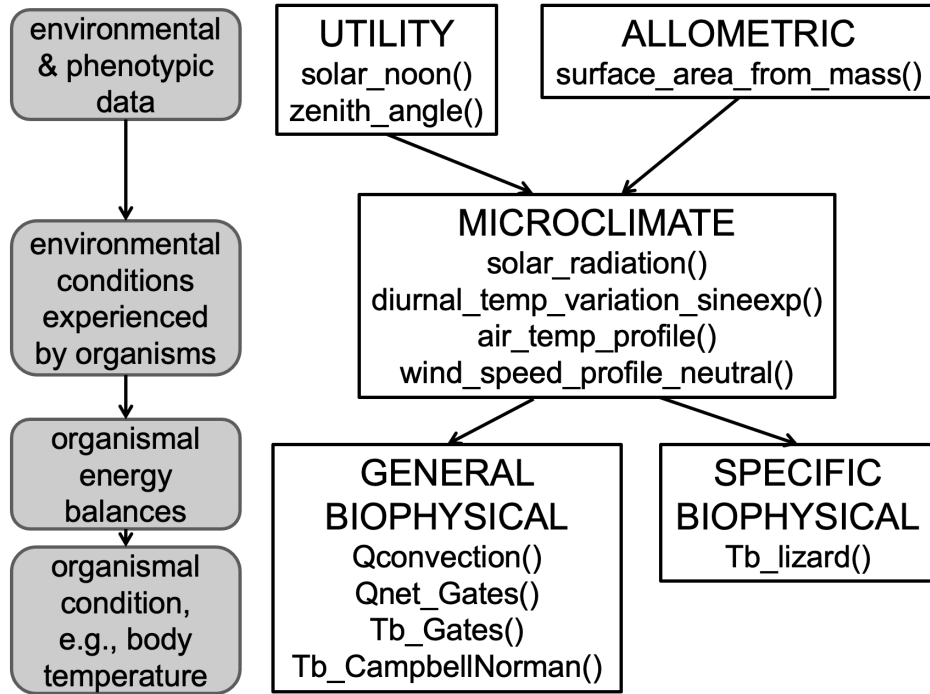 environmental
& phenotypic
data
environmental
conditions
experienced
by organisms
organismal
energy
balances
organismal
condition,
e.g., body
temperature
UTILITY
solar_noon()
zenith_angle()
ALLOMETRIC
surface_area_from_mass()
MICROCLIMATE
solar_radiation()
diurnal_temp_variation_sineexp()
air_temp_profile()
wind_speed_profile_neutral()
GENERAL
BIOPHYSICAL
Qconvection()
Qnet_Gates()
Tb_Gates()
Tb_CampbellNorman()
SPECIFIC
BIOPHYSICAL
Tb_lizard()